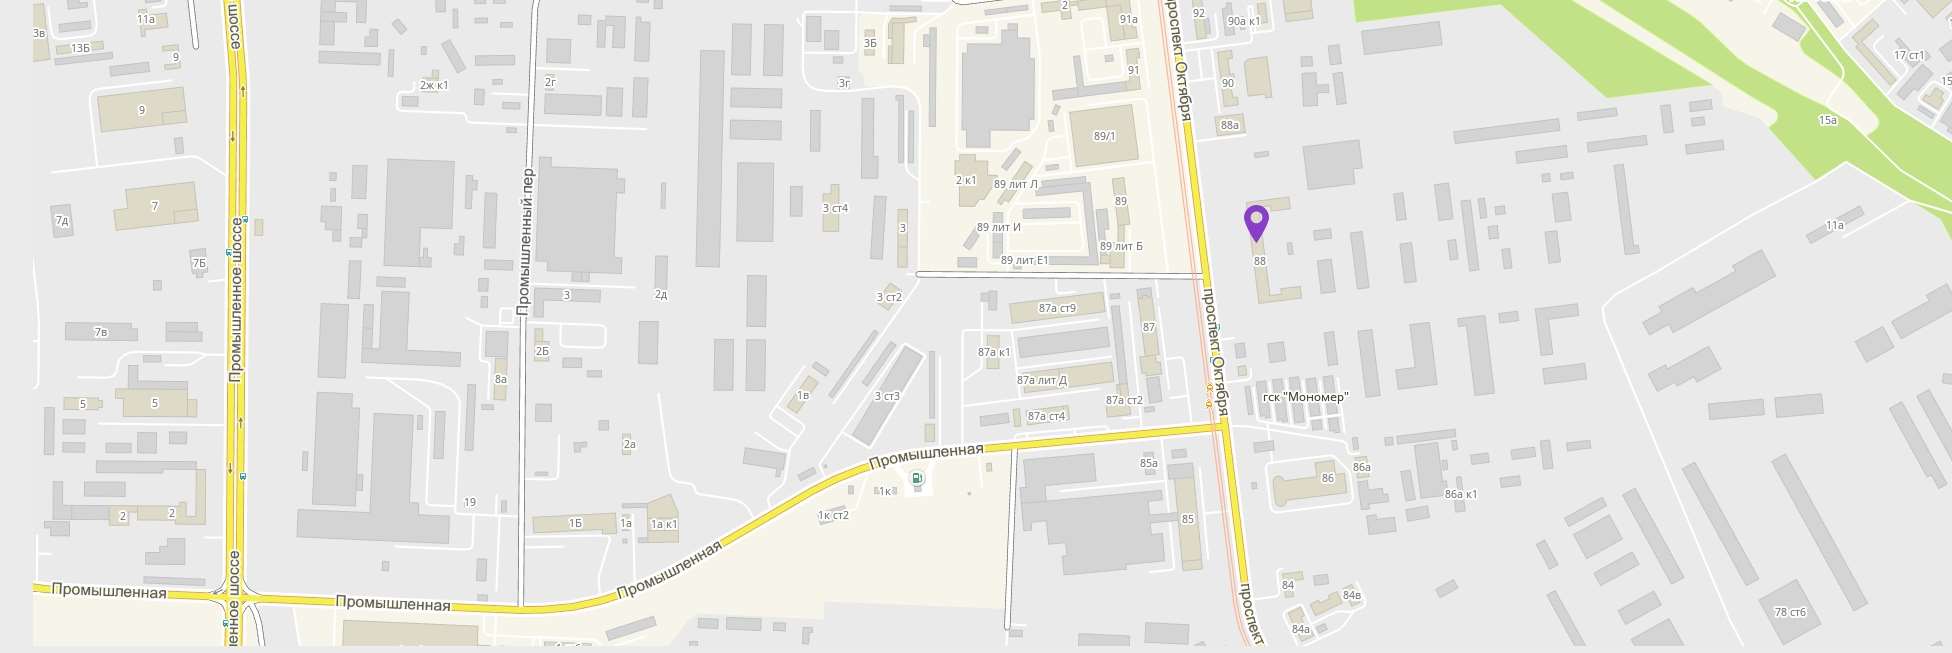 2
92
90а к1
91а
11а
3в
13Б
9
3Б
17 ст1
шоссе
проспект Октября
91
90
2г
3г
2ж к1
9
88а
89/1
15а
Промышленный пер
2 к1
89 лит Л
89
7
3 ст4
7д
3
89 лит И
89 лит Б
11а
88
7Б
89 лит Е1
Промышленное шоссе
2д
3
3 ст2
87а ст9
проспект Октября
87
7в
2Б
87а к1
8а
87а лит Д
1в
3 ст3
87а ст2
гск "Мономер"
5
5
87а ст4
2а
Промышленная
85а
86а
86
1к
86а к1
19
2
2
1Б
1а
1а к1
1к ст2
85
Промышленная
Промышленная
Промышленная
84
84в
84а
78 ст6
проспект